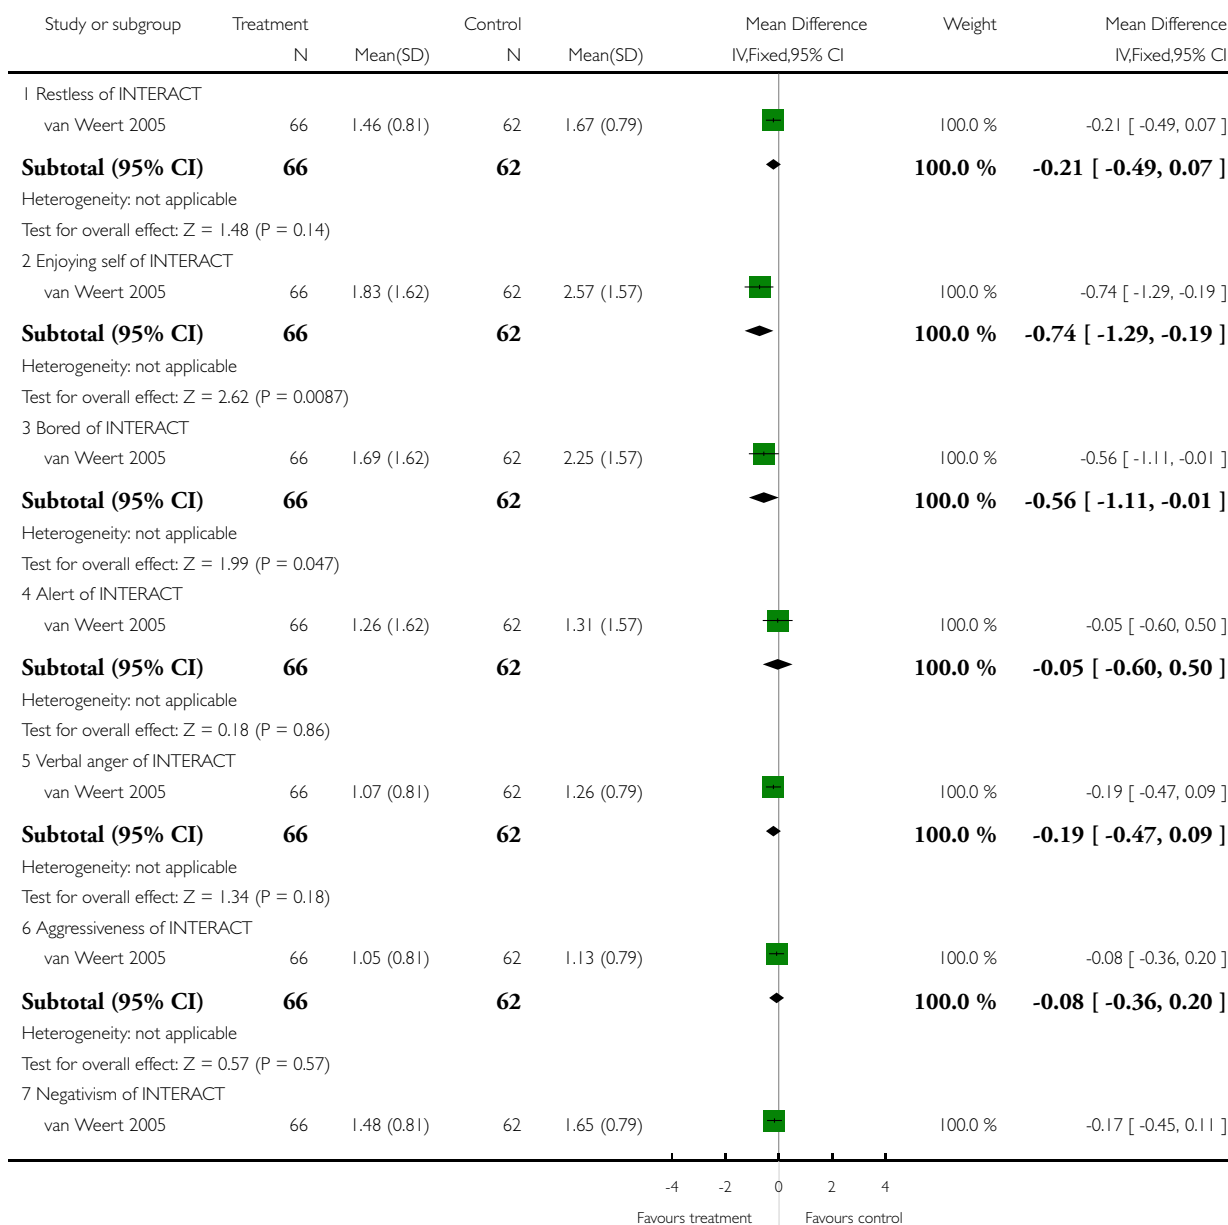 Study or subgroup Treatment Control Mean Difference Weight Mean Difference
N Mean(SD) N Mean(SD) IV,Fixed,95% CI IV,Fixed,95% CI
1 Restless of INTERACT
van Weert 2005 66 1.46 (0.81) 62 1.67 (0.79) 100.0 % -0.21 [ -0.49, 0.07 ]
Subtotal (95% CI) 66 62 100.0 % -0.21 [ -0.49, 0.07 ]
Heterogeneity: not applicable
Test for overall effect: Z = 1.48 (P = 0.14)
2 Enjoying self of INTERACT
van Weert 2005 66 1.83 (1.62) 62 2.57 (1.57) 100.0 % -0.74 [ -1.29, -0.19 ]
Subtotal (95% CI) 66 62 100.0 % -0.74 [ -1.29, -0.19 ]
Heterogeneity: not applicable
Test for overall effect: Z = 2.62 (P = 0.0087)
3 Bored of INTERACT
van Weert 2005 66 1.69 (1.62) 62 2.25 (1.57) 100.0 % -0.56 [ -1.11, -0.01 ]
Subtotal (95% CI) 66 62 100.0 % -0.56 [ -1.11, -0.01 ]
Heterogeneity: not applicable
Test for overall effect: Z = 1.99 (P = 0.047)
4 Alert of INTERACT
van Weert 2005 66 1.26 (1.62) 62 1.31 (1.57) 100.0 % -0.05 [ -0.60, 0.50 ]
Subtotal (95% CI) 66 62 100.0 % -0.05 [ -0.60, 0.50 ]
Heterogeneity: not applicable
Test for overall effect: Z = 0.18 (P = 0.86)
5 Verbal anger of INTERACT
van Weert 2005 66 1.07 (0.81) 62 1.26 (0.79) 100.0 % -0.19 [ -0.47, 0.09 ]
Subtotal (95% CI) 66 62 100.0 % -0.19 [ -0.47, 0.09 ]
Heterogeneity: not applicable
Test for overall effect: Z = 1.34 (P = 0.18)
6 Aggressiveness of INTERACT
van Weert 2005 66 1.05 (0.81) 62 1.13 (0.79) 100.0 % -0.08 [ -0.36, 0.20 ]
Subtotal (95% CI) 66 62 100.0 % -0.08 [ -0.36, 0.20 ]
Heterogeneity: not applicable
Test for overall effect: Z = 0.57 (P = 0.57)
7 Negativism of INTERACT
van Weert 2005 66 1.48 (0.81) 62 1.65 (0.79) 100.0 % -0.17 [ -0.45, 0.11 ]
-4 -2 0 2 4
Favours treatment Favours control